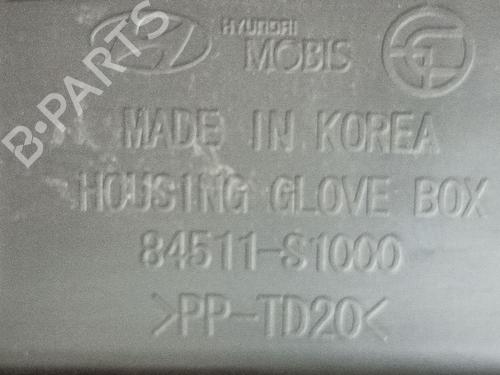 HYUNDAI
MOBIS
MADE IN KOREA
HOUSING GLOVE BOX
84511-S1000
>PP-TD20<
B-PARTS